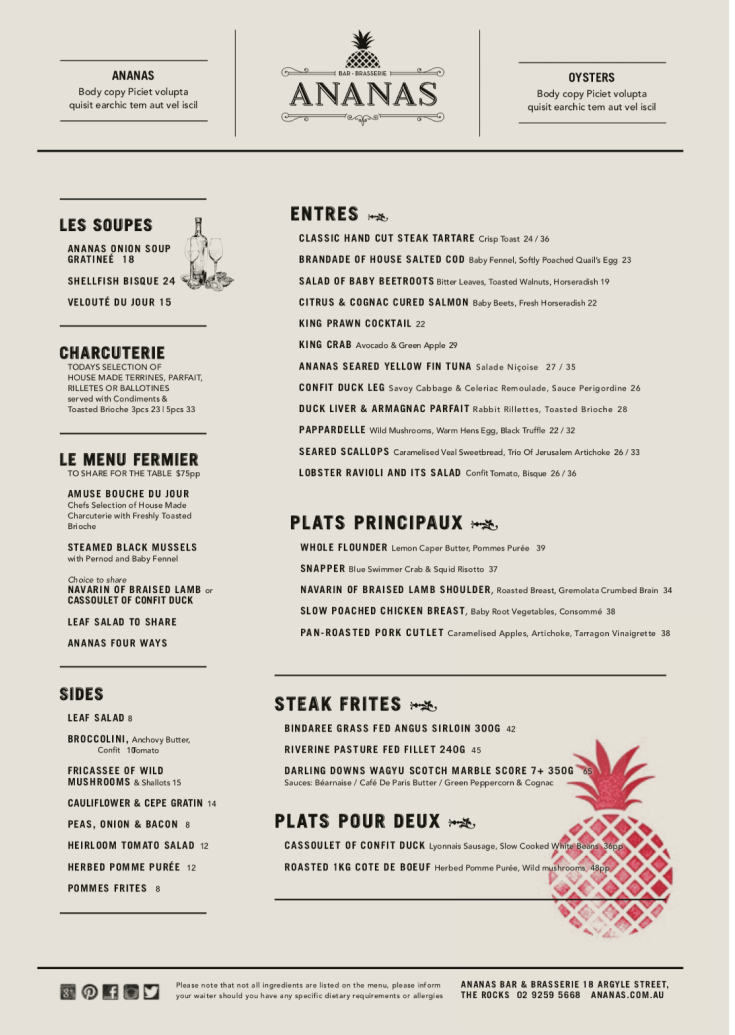 ANANAS
Body copy Piciet volupta
quisit earchic tem aut vel iscil
BAR · BRASSERIE
ANANAS
OYSTERS
Body copy Piciet volupta
quisit earchic tem aut vel iscil
LES SOUPES
ANANAS ONION SOUP
GRATINEÉ 18
SHELLFISH BISQUE 24
VELOUTÉ DU JOUR 15
CHARCUTERIE
TODAYS SELECTION OF
HOUSE MADE TERRINES, PARFAIT,
RILLETES OR BALLOTINES
served with Condiments &
Toasted Brioche 3pcs 23 | 5pcs 33
LE MENU FERMIER
TO SHARE FOR THE TABLE $75pp
AMUSE BOUCHE DU JOUR
Chefs Selection of House Made
Charcuterie with Freshly Toasted
Brioche
STEAMED BLACK MUSSELS
with Pernod and Baby Fennel
Choice to share
NAVARIN OF BRAISED LAMB or
CASSOULET OF CONFIT DUCK
LEAF SALAD TO SHARE
ANANAS FOUR WAYS
SIDES
LEAF SALAD 8
BROCCOLINI, Anchovy Butter,
Confit Tomato 10
FRICASSEE OF WILD
MUSHROOMS & Shallots 15
CAULIFLOWER & CEPE GRATIN 14
PEAS, ONION & BACON 8
HEIRLOOM TOMATO SALAD 12
HERBED POMME PURÉE 12
POMMES FRITES 8
ENTRES
CLASSIC HAND CUT STEAK TARTARE Crisp Toast 24 / 36
BRANDADE OF HOUSE SALTED COD Baby Fennel, Softly Poached Quail's Egg 23
SALAD OF BABY BEETROOTS Bitter Leaves, Toasted Walnuts, Horseradish 19
CITRUS & COGNAC CURED SALMON Baby Beets, Fresh Horseradish 22
KING PRAWN COCKTAIL 22
KING CRAB Avocado & Green Apple 29
ANANAS SEARED YELLOW FIN TUNA Salade Niçoise 27 / 35
CONFIT DUCK LEG Savoy Cabbage & Celeriac Remoulade, Sauce Perigordine 26
DUCK LIVER & ARMAGNAC PARFAIT Rabbit Rillettes, Toasted Brioche 28
PAPPARDELLE Wild Mushrooms, Warm Hens Egg, Black Truffle 22 / 32
SEARED SCALLOPS Caramelised Veal Sweetbread, Trio Of Jerusalem Artichoke 26 / 33
LOBSTER RAVIOLI AND ITS SALAD Confit Tomato, Bisque 26 / 36
PLATS PRINCIPAUX
WHOLE FLOUNDER Lemon Caper Butter, Pommes Purée 39
SNAPPER Blue Swimmer Crab & Squid Risotto 37
NAVARIN OF BRAISED LAMB SHOULDER, Roasted Breast, Gremolata Crumbed Brain 34
SLOW POACHED CHICKEN BREAST, Baby Root Vegetables, Consommé 38
PAN-ROASTED PORK CUTLET Caramelised Apples, Artichoke, Tarragon Vinaigrette 38
STEAK FRITES
BINDAREE GRASS FED ANGUS SIRLOIN 300G 42
RIVERINE PASTURE FED FILLET 240G 45
DARLING DOWNS WAGYU SCOTCH MARBLE SCORE 7+ 350G 65
Sauces: Béarnaise / Café De Paris Butter / Green Peppercorn & Cognac
PLATS POUR DEUX
CASSOULET OF CONFIT DUCK Lyonnais Sausage, Slow Cooked White Beans 36pp
ROASTED 1KG COTE DE BOEUF Herbed Pomme Purée, Wild mushrooms 48pp
Please note that not all ingredients are listed on the menu, please inform
your waiter should you have any specific dietary requirements or allergies
ANANAS BAR & BRASSERIE 18 ARGYLE STREET,
THE ROCKS 02 9259 5668 ANANAS.COM.AU